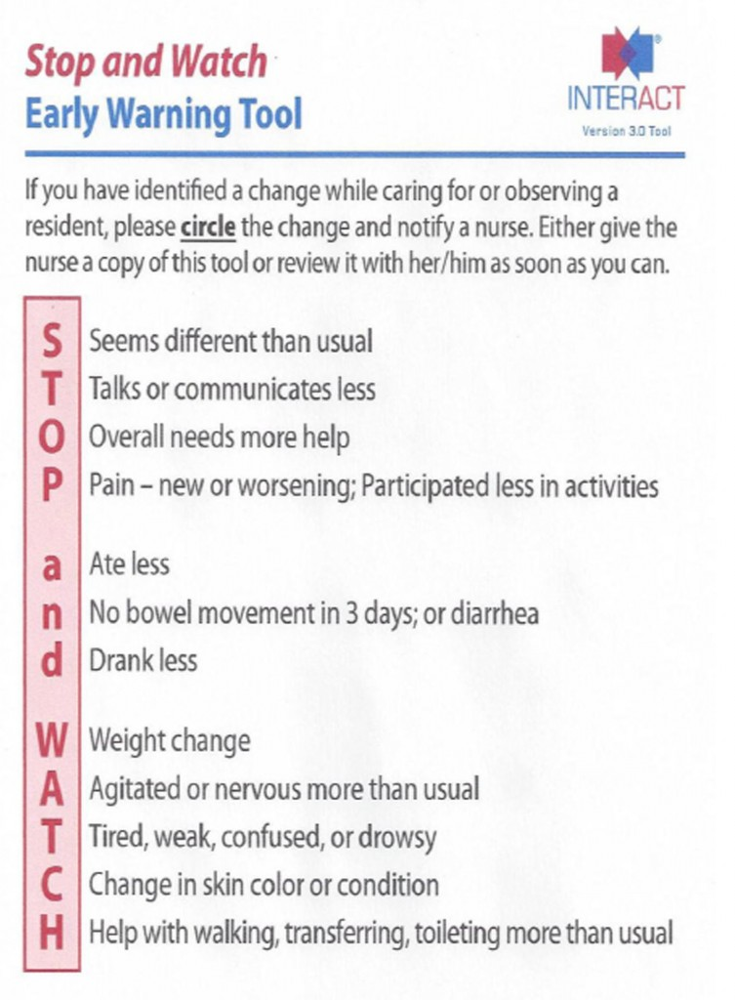 Stop and Watch
Early Warning Tool
INTERACT®
Version 3.0 Tool
If you have identified a change while caring for or observing a
resident, please circle the change and notify a nurse. Either give the
nurse a copy of this tool or review it with her/him as soon as you can.
S Seems different than usual
T Talks or communicates less
O Overall needs more help
P Pain – new or worsening; Participated less in activities
a Ate less
n No bowel movement in 3 days; or diarrhea
d Drank less
W Weight change
A Agitated or nervous more than usual
T Tired, weak, confused, or drowsy
C Change in skin color or condition
H Help with walking, transferring, toileting more than usual